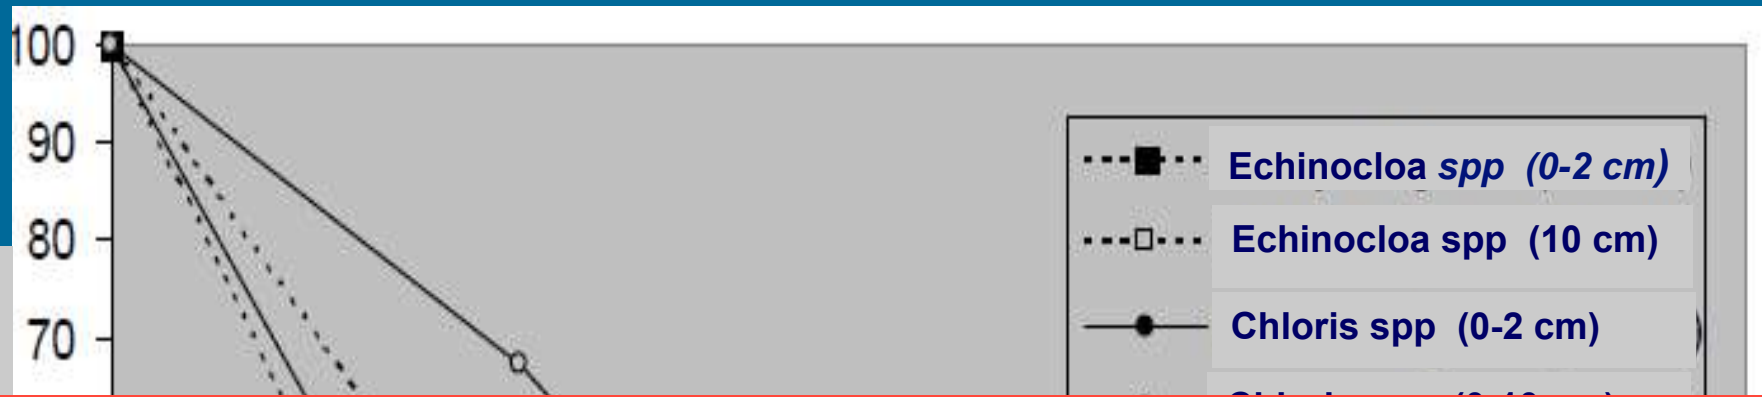 100
90
80
70
Echinocloa spp (0-2 cm)
Echinocloa spp (10 cm)
Chloris spp (0-2 cm)